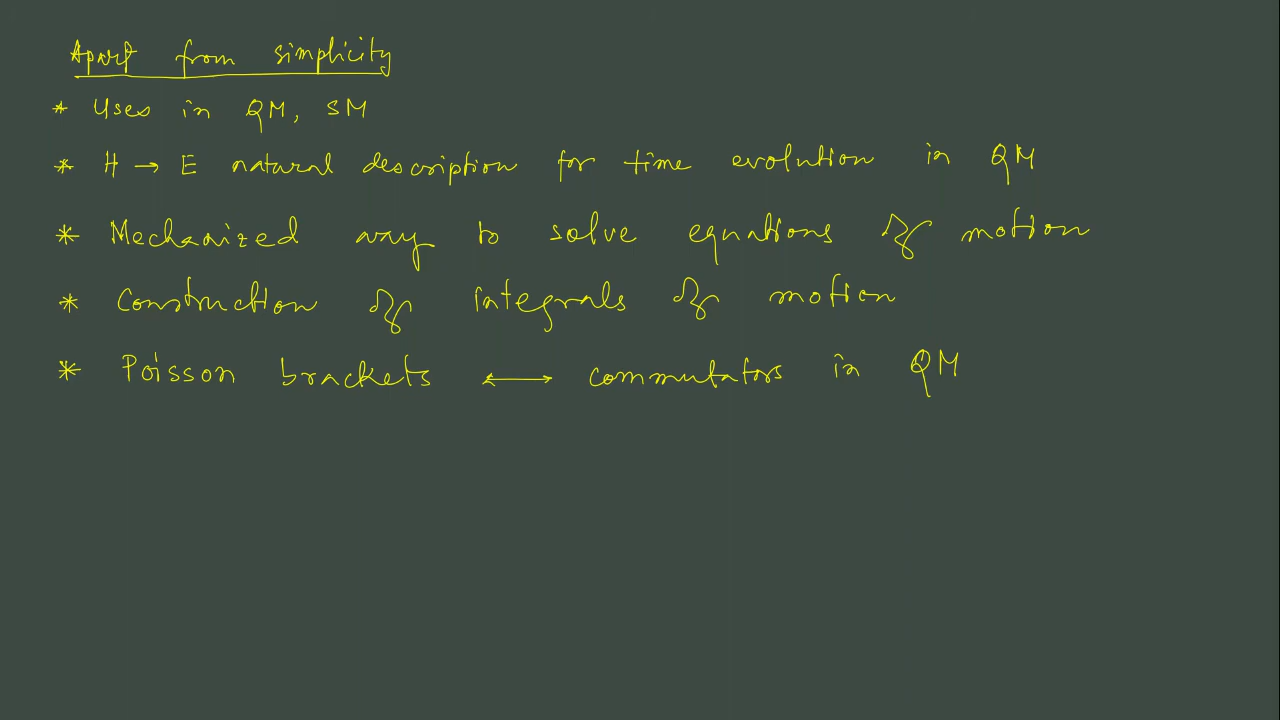 Apart from simplicity
* Uses in QM, SM
* H → E natural description for time evolution in QM
* Mechanized way to solve equations of motion
* Construction of integrals of motion
* Poisson brackets ↔ commutators in QM